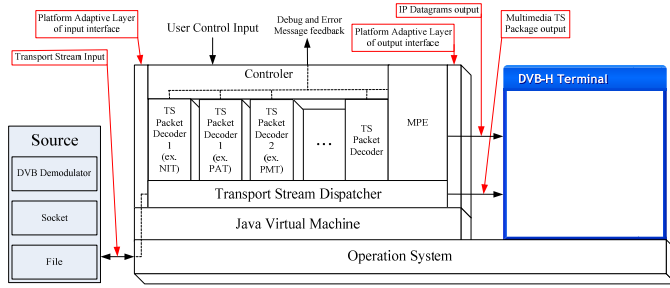 IP Datagrams output
Multimedia TS
Package output
Platform Adaptive Layer
of input interface
User Control Input
Debug and Error
Message feedback
Platform Adaptive Layer
of output interface
Transport Stream Input
Controler
DVB-H Terminal
TS
Packet
Decoder
1
(ex.
NIT)
TS
Packet
Decoder
1
(ex.
PAT)
TS
Packet
Decoder
2
(ex.
PMT)
...
TS
Packet
Decoder
MPE
Source
DVB Demodulator
Socket
File
Transport Stream Dispatcher
Java Virtual Machine
Operation System